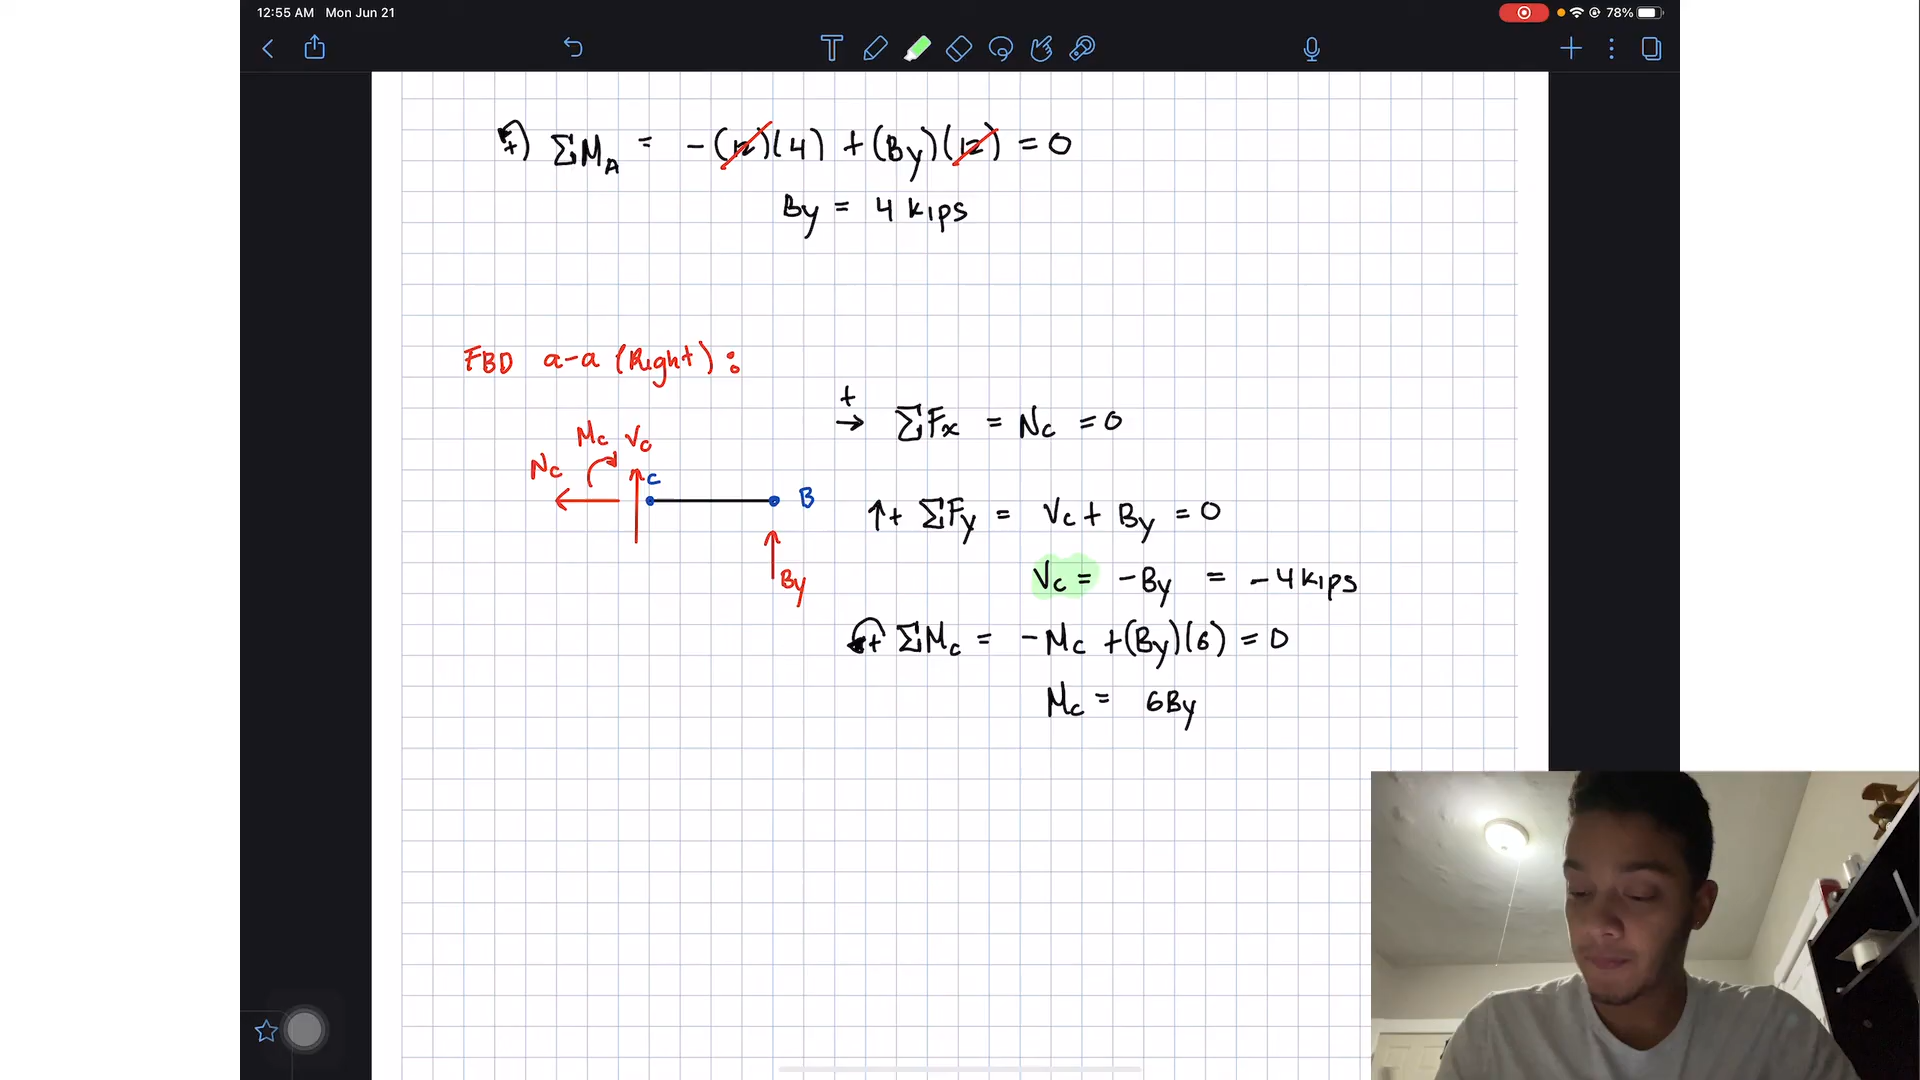 12:55 AM Mon Jun 21
78%
+) ΣM_A = -(12)(4) + (By)(12) = 0
By = 4 kips
FBD a-a (Right):
+
→ ΣFx = Nc = 0
Mc Vc
Nc
C
B
↑+ ΣFy = Vc + By = 0
By
Vc = -By = -4 kips
+ ΣMc = -Mc + (By)(6) = 0
Mc = 6By